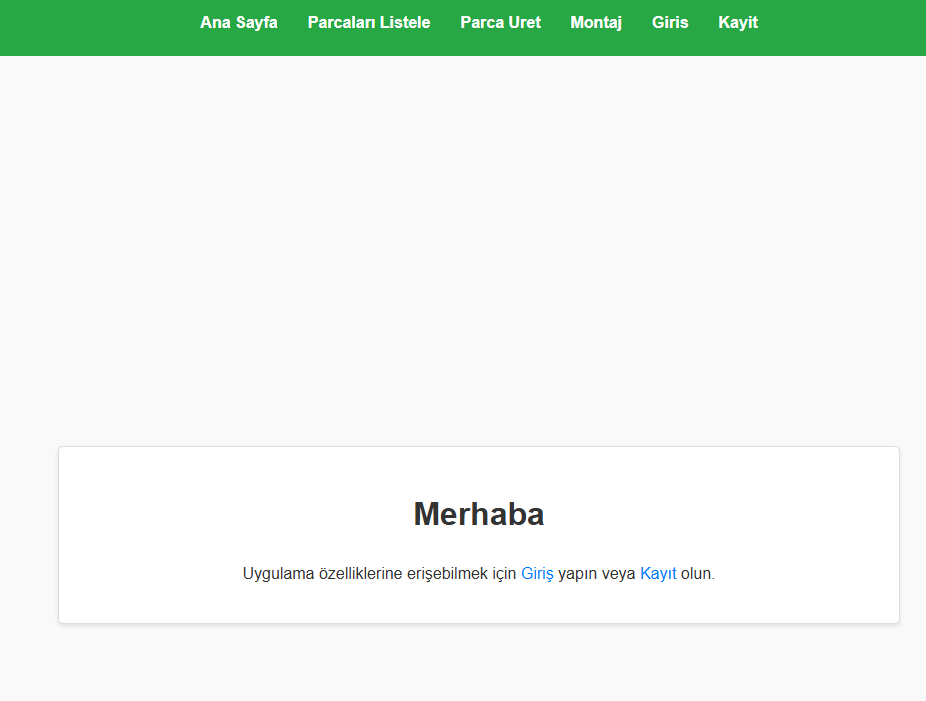 Ana Sayfa Parcaları Listele Parca Uret Montaj Giris Kayit
Merhaba
Uygulama özelliklerine erişebilmek için Giriş yapın veya Kayıt olun.